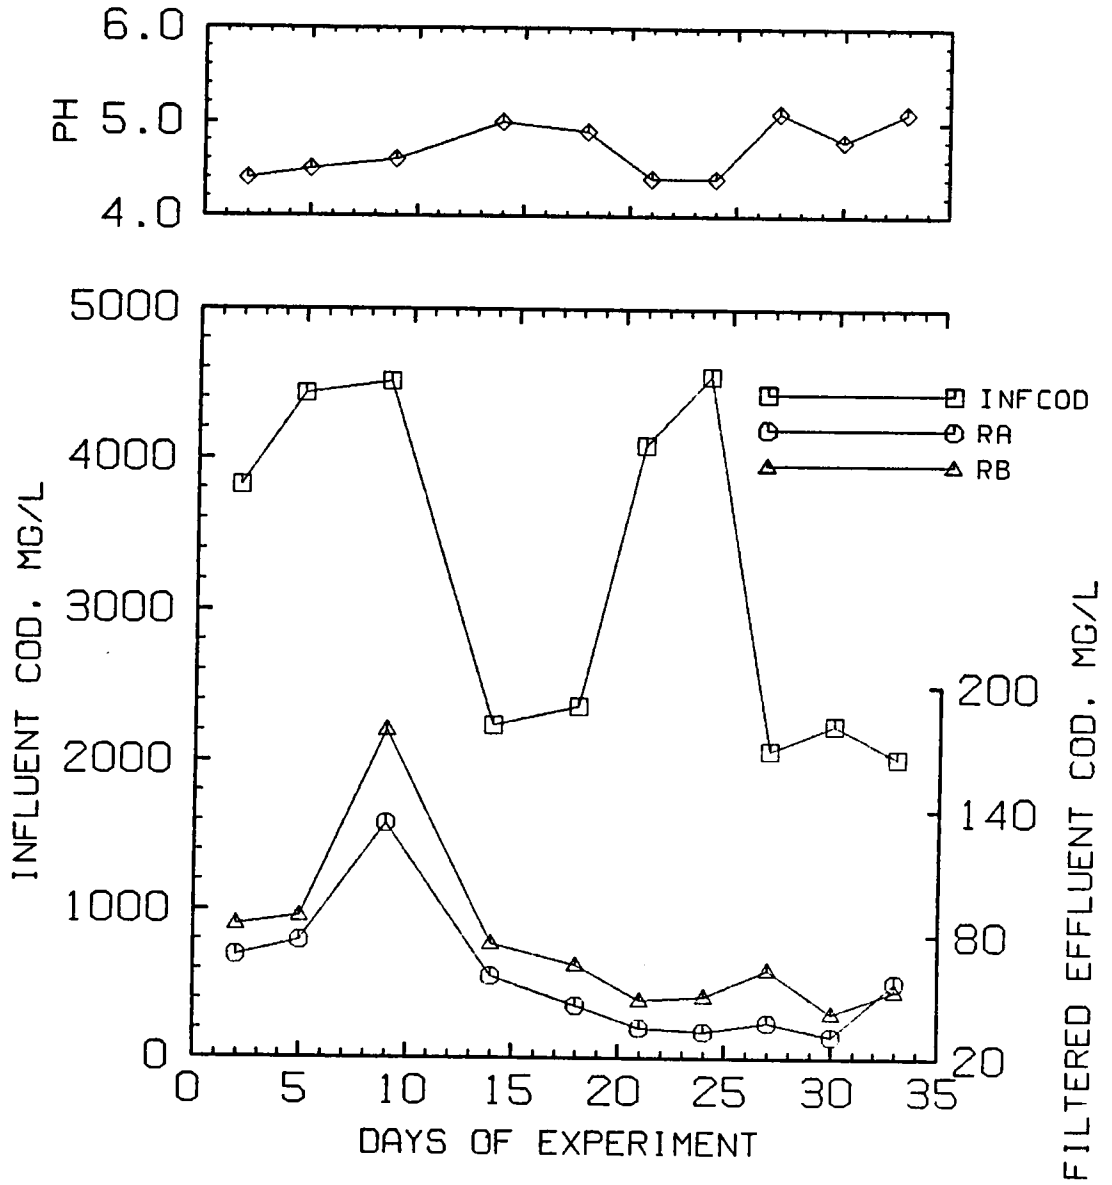 6.0
5.0
4.0
PH
5000
4000
3000
2000
1000
0
INFLUENT COD, MG/L
INFCOD
RA
RB
200
140
80
20
FILTERED EFFLUENT COD, MG/L
0 5 10 15 20 25 30 35
DAYS OF EXPERIMENT